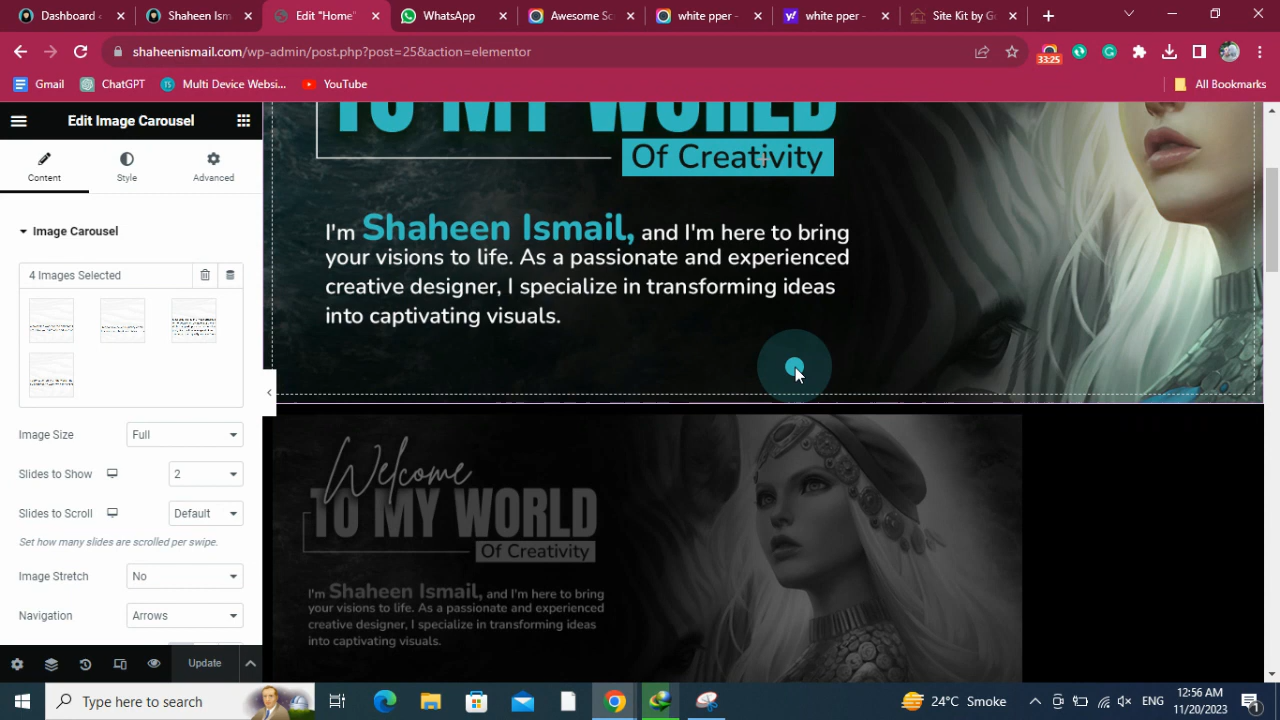 Dashboard ‹
Shaheen Ism
Edit "Home"
WhatsApp
Awesome Sc
white pper -
white pper -
Site Kit by Go
shaheenismail.com/wp-admin/post.php?post=25&action=elementor
33:25
Gmail
ChatGPT
Multi Device Websi...
YouTube
All Bookmarks
Edit Image Carousel
Content
Style
Advanced
Image Carousel
4 Images Selected
Image Size
Full
Slides to Show
2
Slides to Scroll
Default
Set how many slides are scrolled per swipe.
Image Stretch
No
Navigation
Arrows
Update
TO MY WORLD
Of Creativity
I'm Shaheen Ismail, and I'm here to bring
your visions to life. As a passionate and experienced
creative designer, I specialize in transforming ideas
into captivating visuals.
Welcome
TO MY WORLD
Of Creativity
I'm Shaheen Ismail, and I'm here to bring
your visions to life. As a passionate and experienced
creative designer, I specialize in transforming ideas
into captivating visuals.
Type here to search
24°C Smoke
ENG
12:56 AM
11/20/2023
1